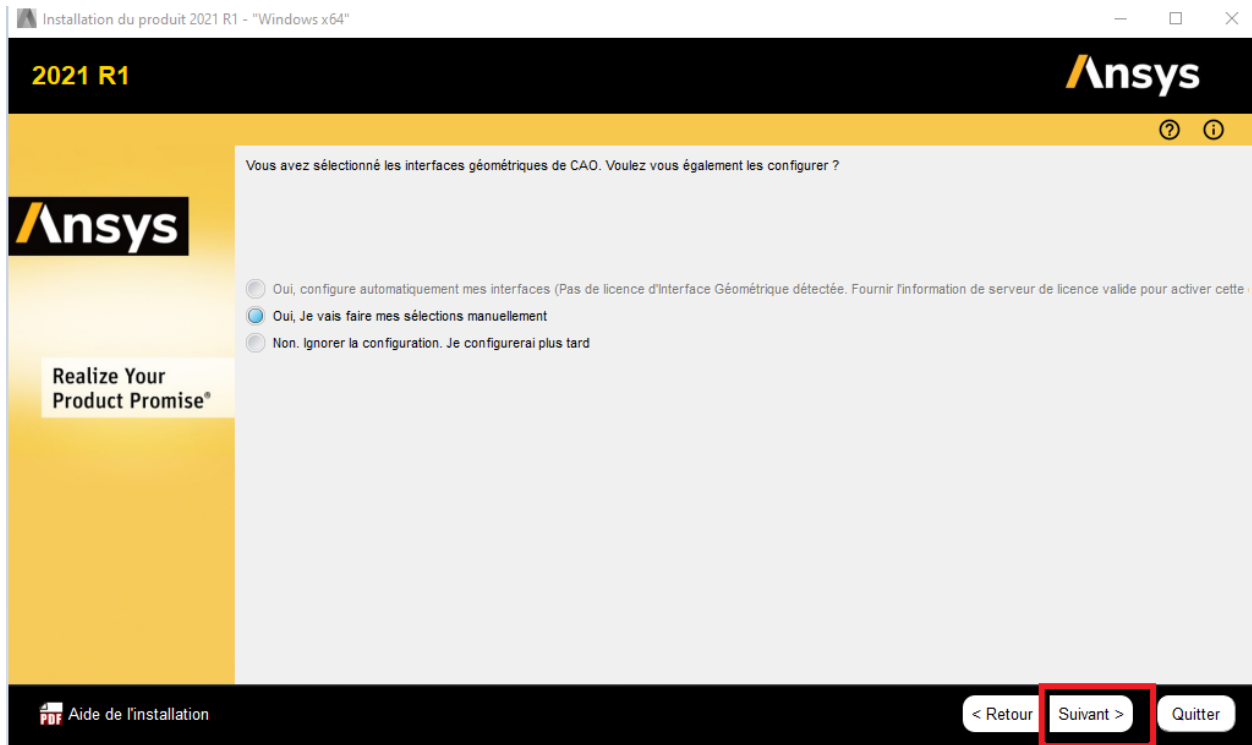 Installation du produit 2021 R1 - "Windows x64"
2021 R1
Ansys
Vous avez sélectionné les interfaces géométriques de CAO. Voulez vous également les configurer ?
Ansys
Oui, configure automatiquement mes interfaces (Pas de licence d'Interface Géométrique détectée. Fournir l'information de serveur de licence valide pour activer cette
Oui, Je vais faire mes sélections manuellement
Non. Ignorer la configuration. Je configurerai plus tard
Realize Your
Product Promise®
PDF Aide de l'installation
< Retour Suivant > Quitter